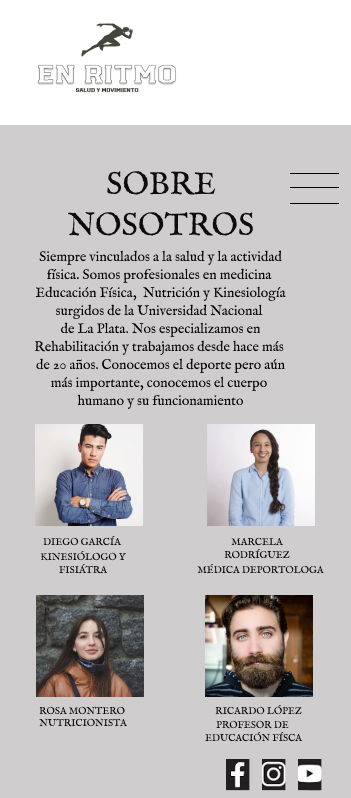 EN RITMO
SALUD Y MOVIMIENTO
SOBRE
NOSOTROS
Siempre vinculados a la salud y la actividad
física. Somos profesionales en medicina
Educación Física, Nutrición y Kinesiología
surgidos de la Universidad Nacional
de La Plata. Nos especializamos en
Rehabilitación y trabajamos desde hace más
de 20 años. Conocemos el deporte pero aún
más importante, conocemos el cuerpo
humano y su funcionamiento
DIEGO GARCÍA
KINESIÓLOGO Y
FISIÁTRA
MARCELA
RODRÍGUEZ
MÉDICA DEPORTOLOGA
ROSA MONTERO
NUTRICIONISTA
RICARDO LÓPEZ
PROFESOR DE
EDUCACIÓN FÍSCA